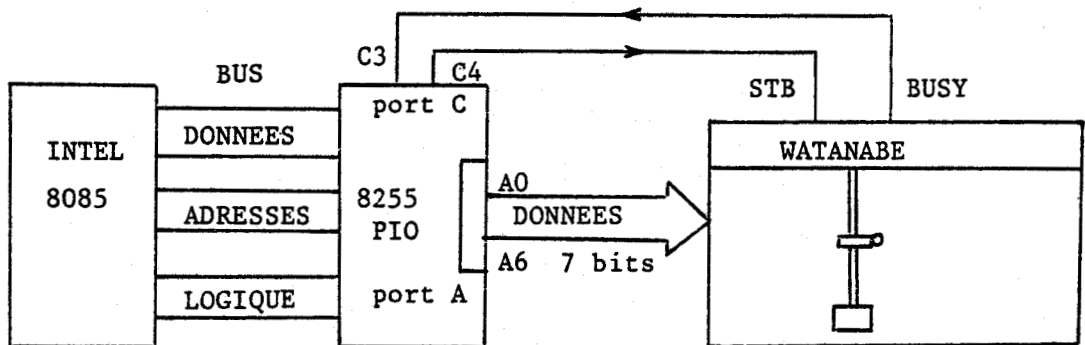 C3
C4
BUS
port C
STB
BUSY
DONNEES
INTEL
8085
WATANABE
A0
8255
ADRESSES
DONNEES
PIO
A6 7 bits
port A
LOGIQUE